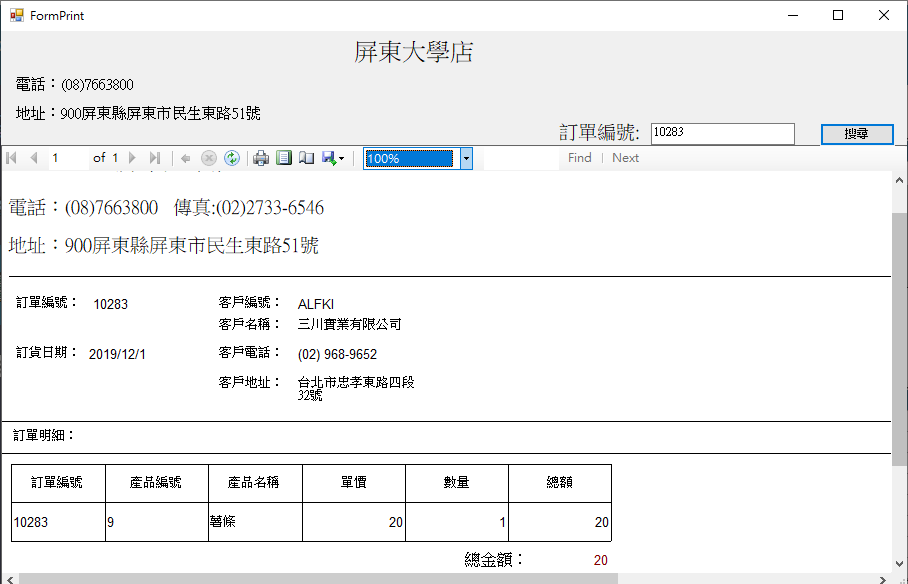 FormPrint
屏東大學店
電話：(08)7663800
地址：900屏東縣屏東市民生東路51號
訂單編號: 10283 搜尋
1 of 1 100% Find | Next
電話：(08)7663800 傳真:(02)2733-6546
地址：900屏東縣屏東市民生東路51號
訂單編號： 10283 客戶編號： ALFKI
客戶名稱： 三川實業有限公司
訂貨日期： 2019/12/1 客戶電話： (02) 968-9652
客戶地址： 台北市忠孝東路四段
32號
訂單明細：
訂單編號 產品編號 產品名稱 單價 數量 總額
10283 9 薯條 20 1 20
總金額： 20